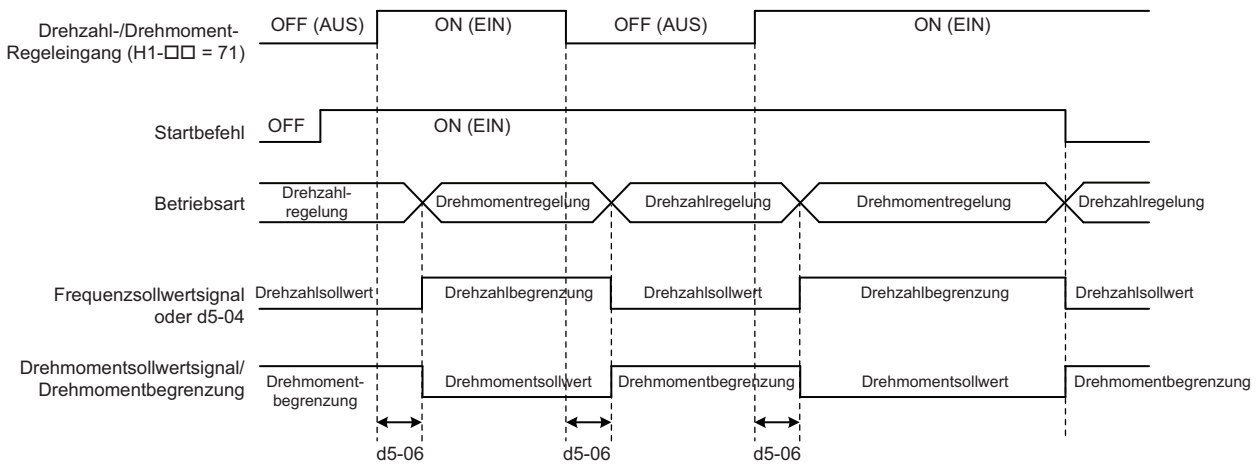 Drehzahl-/Drehmoment-
Regeleingang (H1-□□ = 71)
OFF (AUS) ON (EIN) OFF (AUS) ON (EIN)
Startbefehl OFF ON (EIN)
Betriebsart
Drehzahl-
regelung
Drehmomentregelung Drehzahlregelung Drehmomentregelung Drehzahlregelung
Frequenzsollwertsignal
oder d5-04
Drehzahlsollwert Drehzahlbegrenzung Drehzahlsollwert Drehzahlbegrenzung Drehzahlsollwert
Drehmomentsollwertsignal/
Drehmomentbegrenzung
Drehmoment-
begrenzung
Drehmomentsollwert Drehmomentbegrenzung Drehmomentsollwert Drehmomentbegrenzung
d5-06 d5-06 d5-06